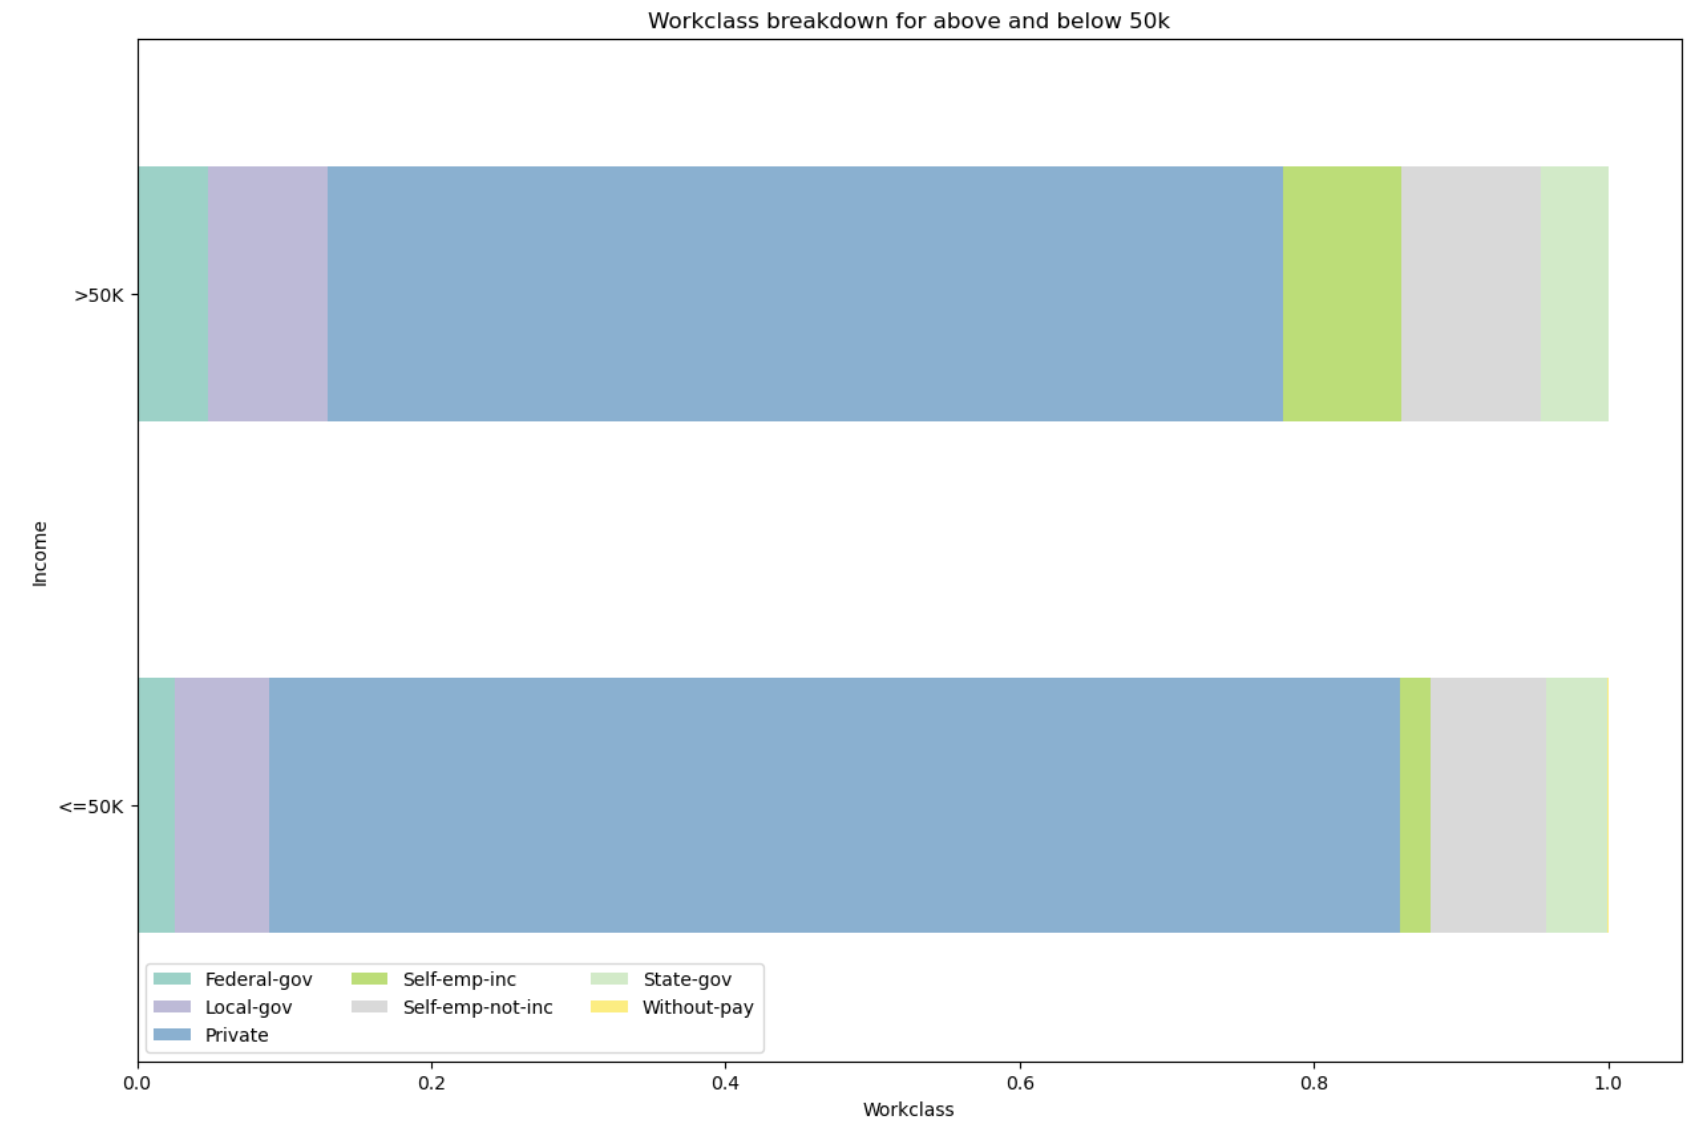 Workclass breakdown for above and below 50k
>50K
Income
<=50K
Federal-gov
Local-gov
Private
Self-emp-inc
Self-emp-not-inc
State-gov
Without-pay
0.0 0.2 0.4 0.6 0.8 1.0
Workclass